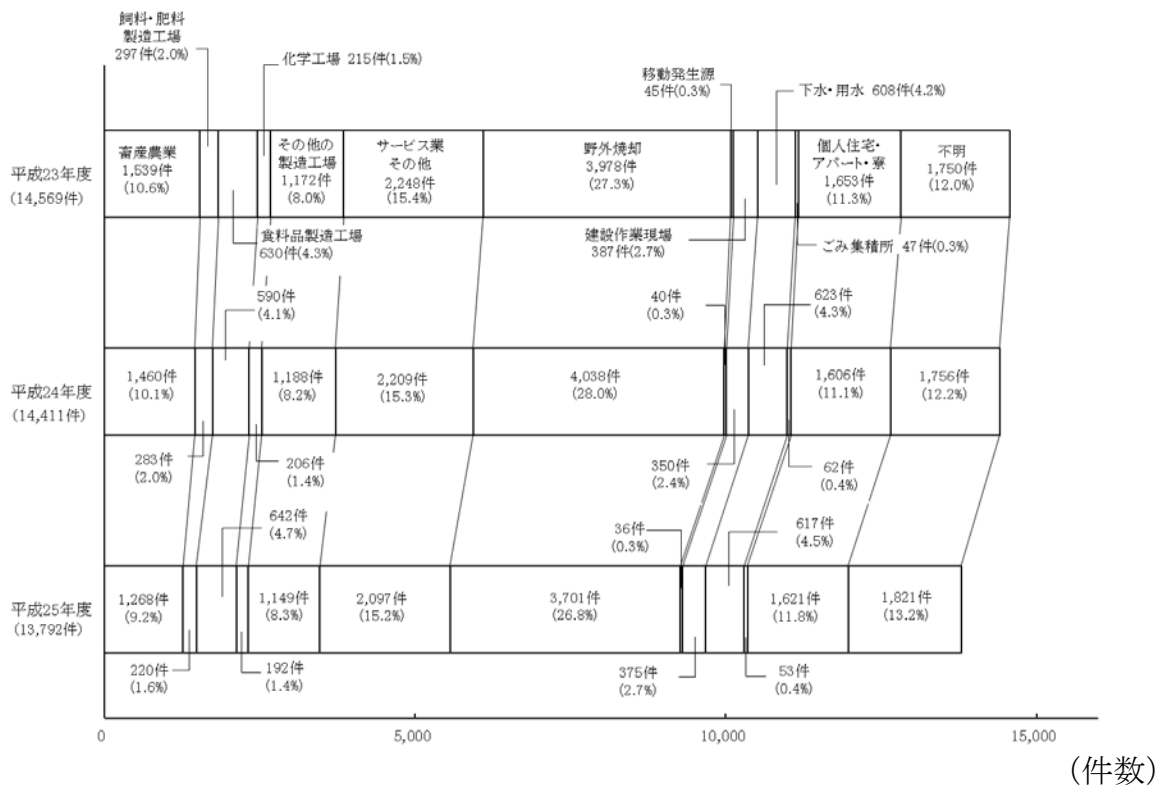 飼料・肥料
製造工場
297件(2.0%)
化学工場 215件(1.5%)
移動発生源
45件(0.3%)
下水・用水 608件(4.2%)
平成23年度
(14,569件)
畜産農業
1,539件
(10.6%)
その他の
製造工場
1,172件
(8.0%)
サービス業
その他
2,248件
(15.4%)
野外焼却
3,978件
(27.3%)
個人住宅・
アパート・寮
1,653件
(11.3%)
不明
1,750件
(12.0%)
食料品製造工場
630件(4.3%)
建設作業現場
387件(2.7%)
ごみ集積所 47件(0.3%)
590件
(4.1%)
40件
(0.3%)
623件
(4.3%)
平成24年度
(14,411件)
1,460件
(10.1%)
1,188件
(8.2%)
2,209件
(15.3%)
4,038件
(28.0%)
1,606件
(11.1%)
1,756件
(12.2%)
283件
(2.0%)
206件
(1.4%)
350件
(2.4%)
62件
(0.4%)
642件
(4.7%)
36件
(0.3%)
617件
(4.5%)
平成25年度
(13,792件)
1,268件
(9.2%)
1,149件
(8.3%)
2,097件
(15.2%)
3,701件
(26.8%)
1,621件
(11.8%)
1,821件
(13.2%)
220件
(1.6%)
192件
(1.4%)
375件
(2.7%)
53件
(0.4%)
0
5,000
10,000
15,000
(件数)